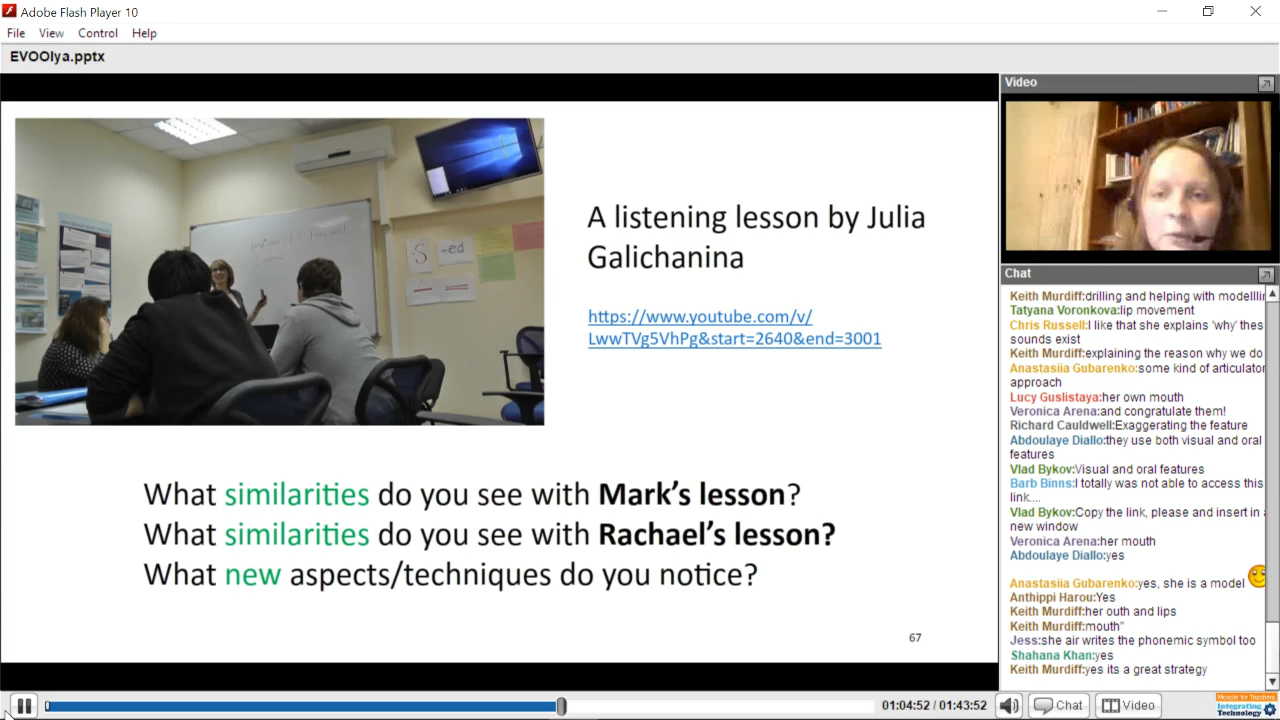 Adobe Flash Player 10
File View Control Help
EVOOlya.pptx
-S
-ed
A listening lesson by Julia
Galichanina
https://www.youtube.com/v/
LwwTVg5VhPg&start=2640&end=3001
What similarities do you see with Mark's lesson?
What similarities do you see with Rachael's lesson?
What new aspects/techniques do you notice?
67
Video
Chat
Keith Murdiff:drilling and helping with
Tatyana Voronkova:lip movement
Chris Russell:I like that she explains 'why'
sounds exist
Keith Murdiff:explaining the reason why we do
Anastasiia Gubarenko:some kind of
approach
Lucy Guslistaya:her own mouth
Veronica Arena:and congratulate them!
Richard Cauldwell:Exaggerating the feature
Abdoulaye Diallo:they use both visual and oral
features
Vlad Bykov:Visual and oral features
Barb Binns:I totally was not able to access this
link....
Vlad Bykov:Copy the link, please and insert in
new window
Veronica Arena:her mouth
Abdoulaye Diallo:yes
Anastasiia Gubarenko:yes, she is a model
Anthippi Harou:Yes
Keith Murdiff:her outh and lips
Keith Murdiff:mouth"
Jess:she air writes the phonemic symbol too
Shahana Khan:yes
Keith Murdiff:yes its a great strategy
01:04:52 / 01:43:52
Chat
Video
Moodle for Teachers
Integrating
Technology